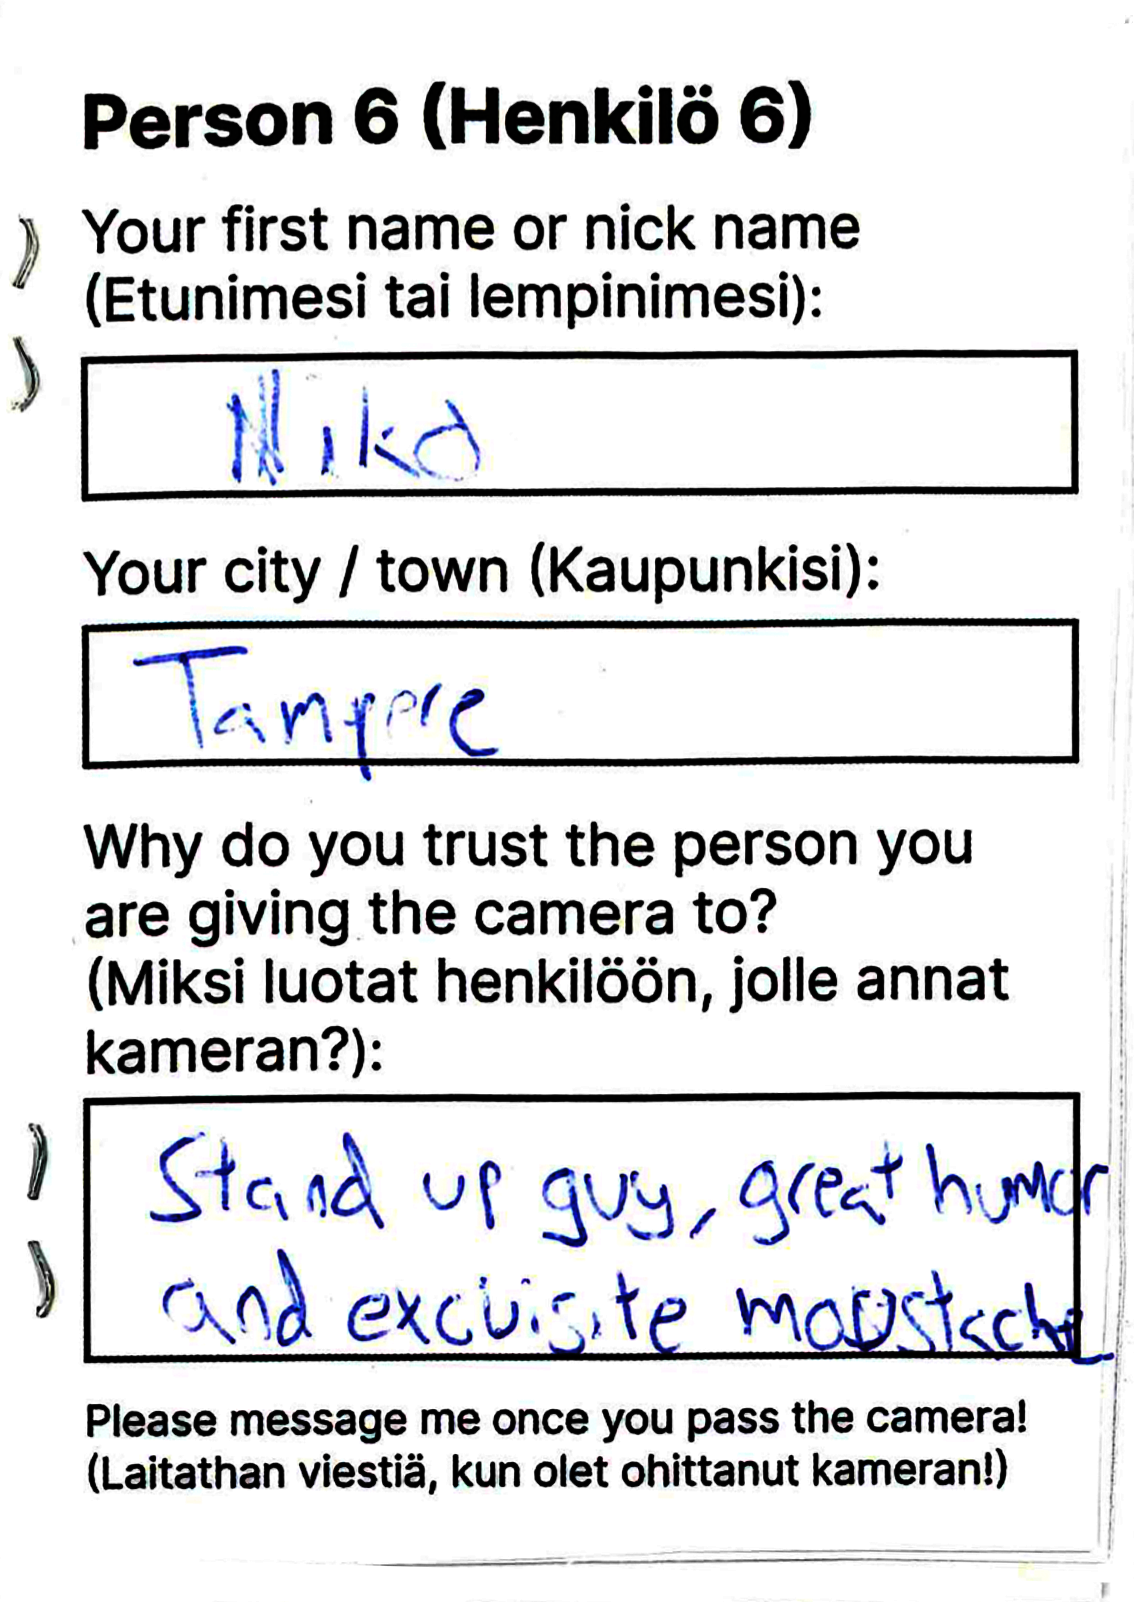 Person 6 (Henkilö 6)
Your first name or nick name
(Etunimesi tai lempinimesi):
Niko
Your city / town (Kaupunkisi):
Tampere
Why do you trust the person you
are giving the camera to?
(Miksi luotat henkilöön, jolle annat
kameran?):
Stand up guy, great humor
and excuisite moustache
Please message me once you pass the camera!
(Laitathan viestiä, kun olet ohittanut kameran!)